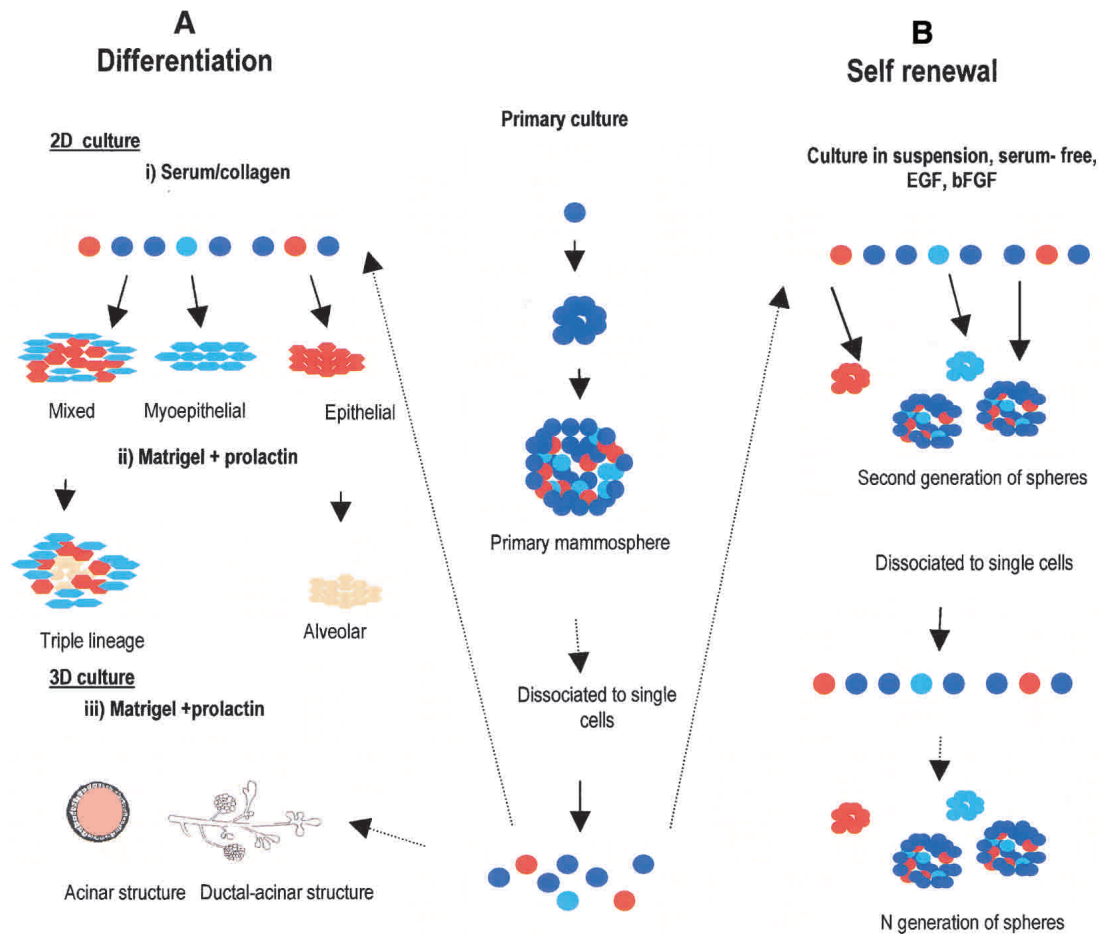 A
Differentiation
2D culture
i) Serum/collagen
Mixed
Myoepithelial
Epithelial
ii) Matrigel + prolactin
Triple lineage
Alveolar
3D culture
iii) Matrigel +prolactin
Acinar structure
Ductal-acinar structure
Primary culture
Primary mammosphere
Dissociated to single
cells
B
Self renewal
Culture in suspension, serum- free,
EGF, bFGF
Second generation of spheres
Dissociated to single cells
N generation of spheres